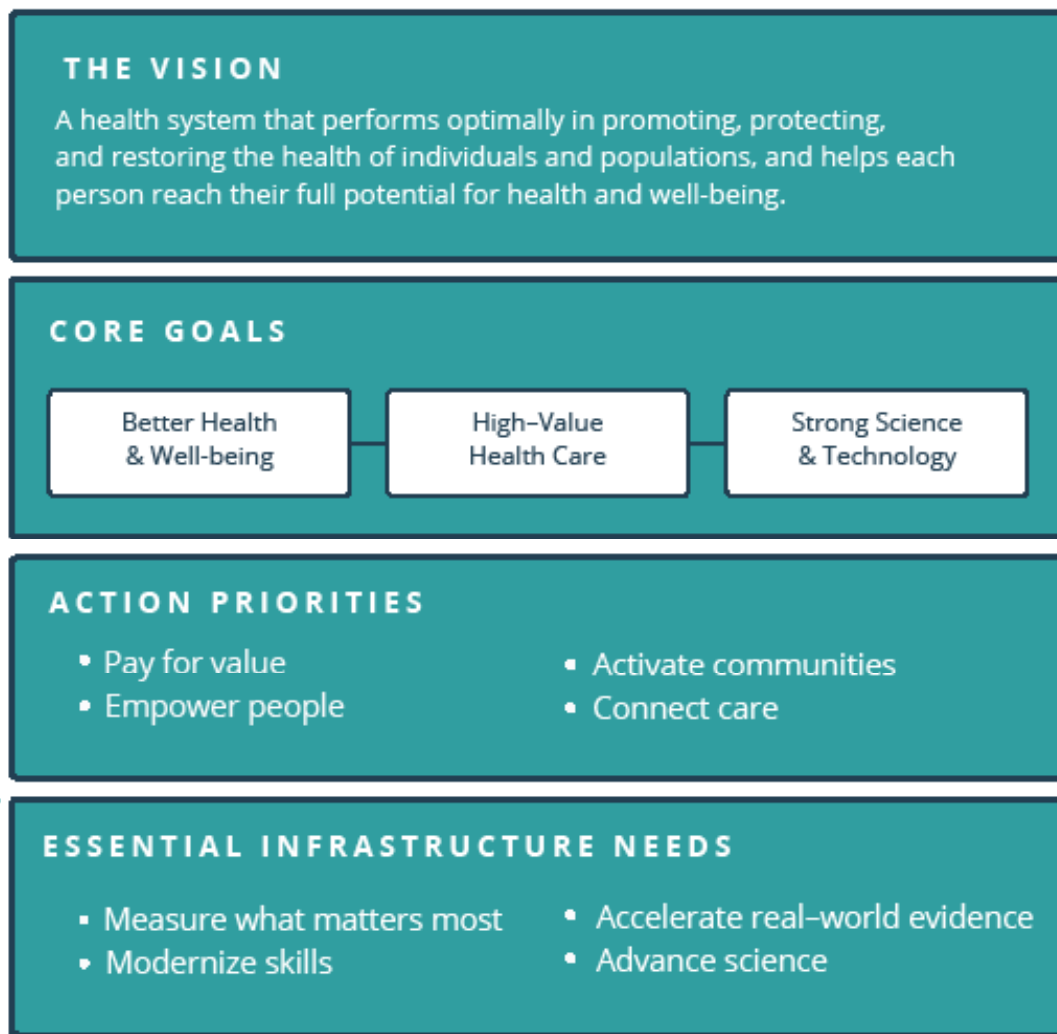 THE VISION
A health system that performs optimally in promoting, protecting,
and restoring the health of individuals and populations, and helps each
person reach their full potential for health and well-being.
CORE GOALS
Better Health
& Well-being
High–Value
Health Care
Strong Science
& Technology
ACTION PRIORITIES
• Pay for value
• Empower people
• Activate communities
• Connect care
ESSENTIAL INFRASTRUCTURE NEEDS
• Measure what matters most
• Modernize skills
• Accelerate real–world evidence
• Advance science